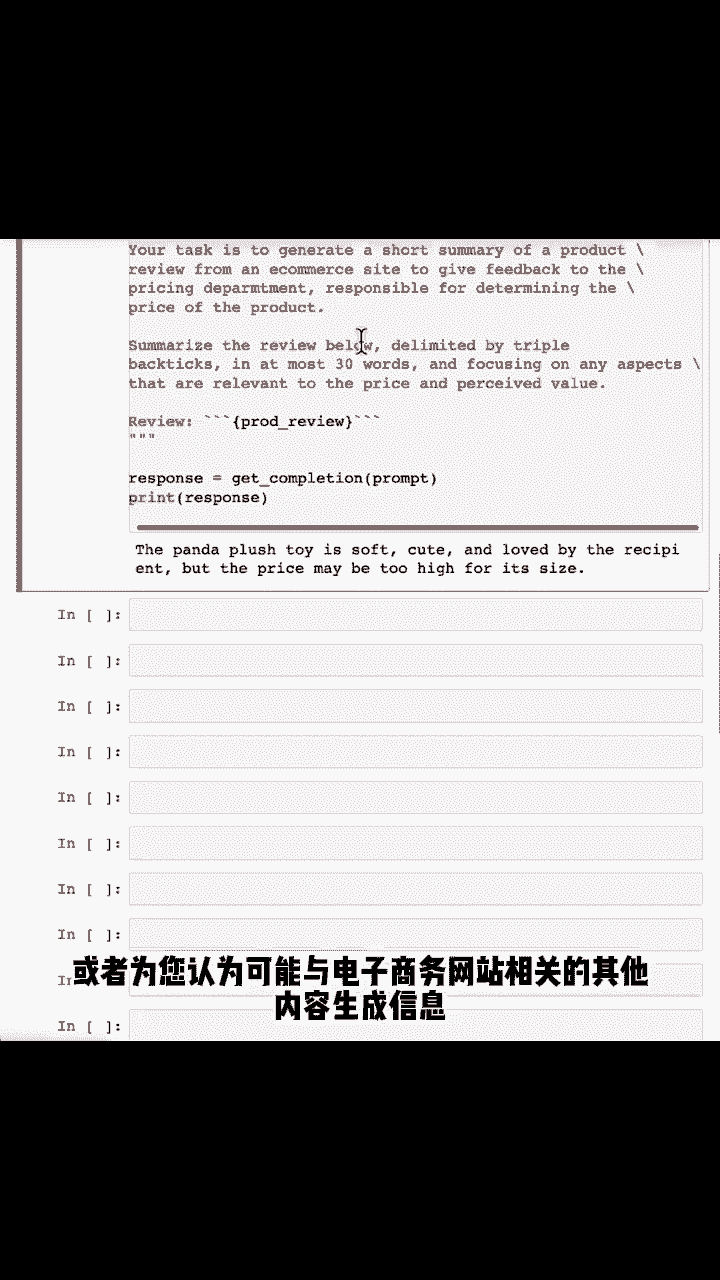 Your task is to generate a short summary of a product \
review from an ecommerce site to give feedback to the \
pricing deparmtment, responsible for determining the \
price of the product.
Summarize the review below, delimited by triple
backticks, in at most 30 words, and focusing on any aspects \
that are relevant to the price and perceived value.
Review: ```{prod_review}```
"""
response = get_completion(prompt)
print(response)
The panda plush toy is soft, cute, and loved by the recipi
ent, but the price may be too high for its size.
In [ ]:
In [ ]:
In [ ]:
In [ ]:
In [ ]:
In [ ]:
In [ ]:
In [ ]:
In
或者为您认为可能与电子商务网站相关的其他
内容生成信息
In [ ]: